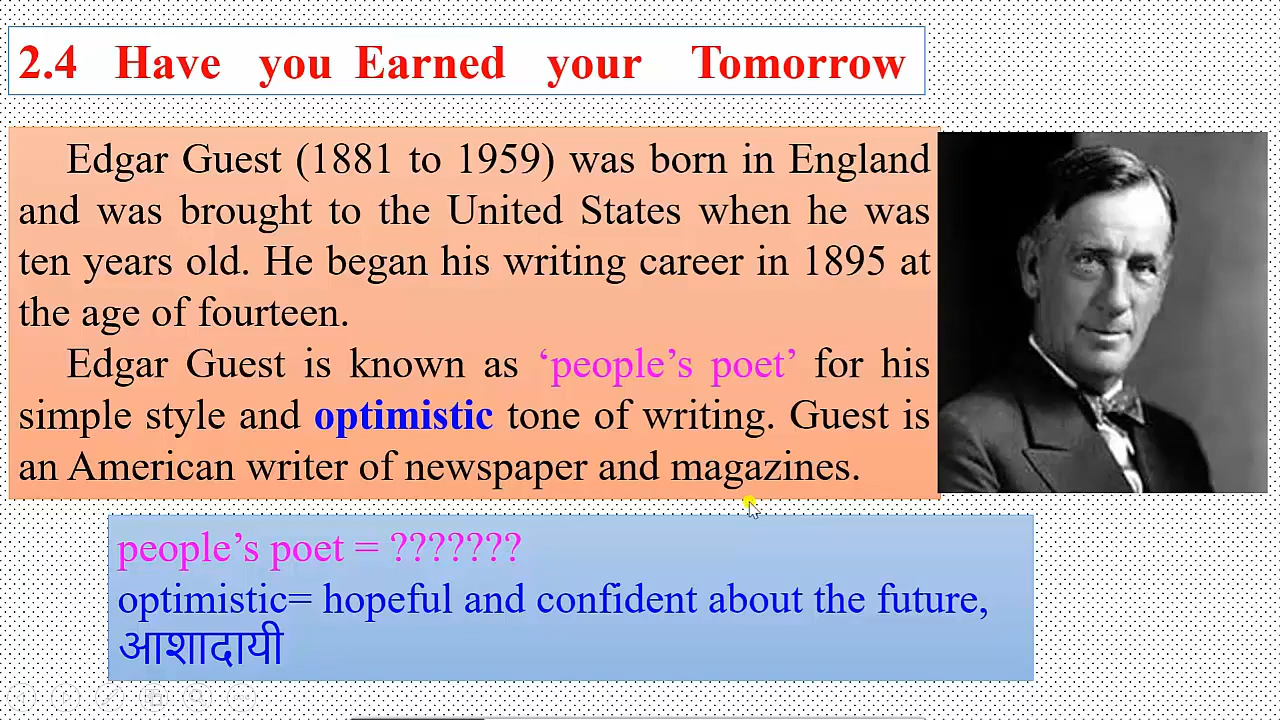 2.4 Have you Earned your Tomorrow
Edgar Guest (1881 to 1959) was born in England
and was brought to the United States when he was
ten years old. He began his writing career in 1895 at
the age of fourteen.
Edgar Guest is known as ‘people’s poet’ for his
simple style and optimistic tone of writing. Guest is
an American writer of newspaper and magazines.
people’s poet = ???????
optimistic= hopeful and confident about the future,
आशादायी